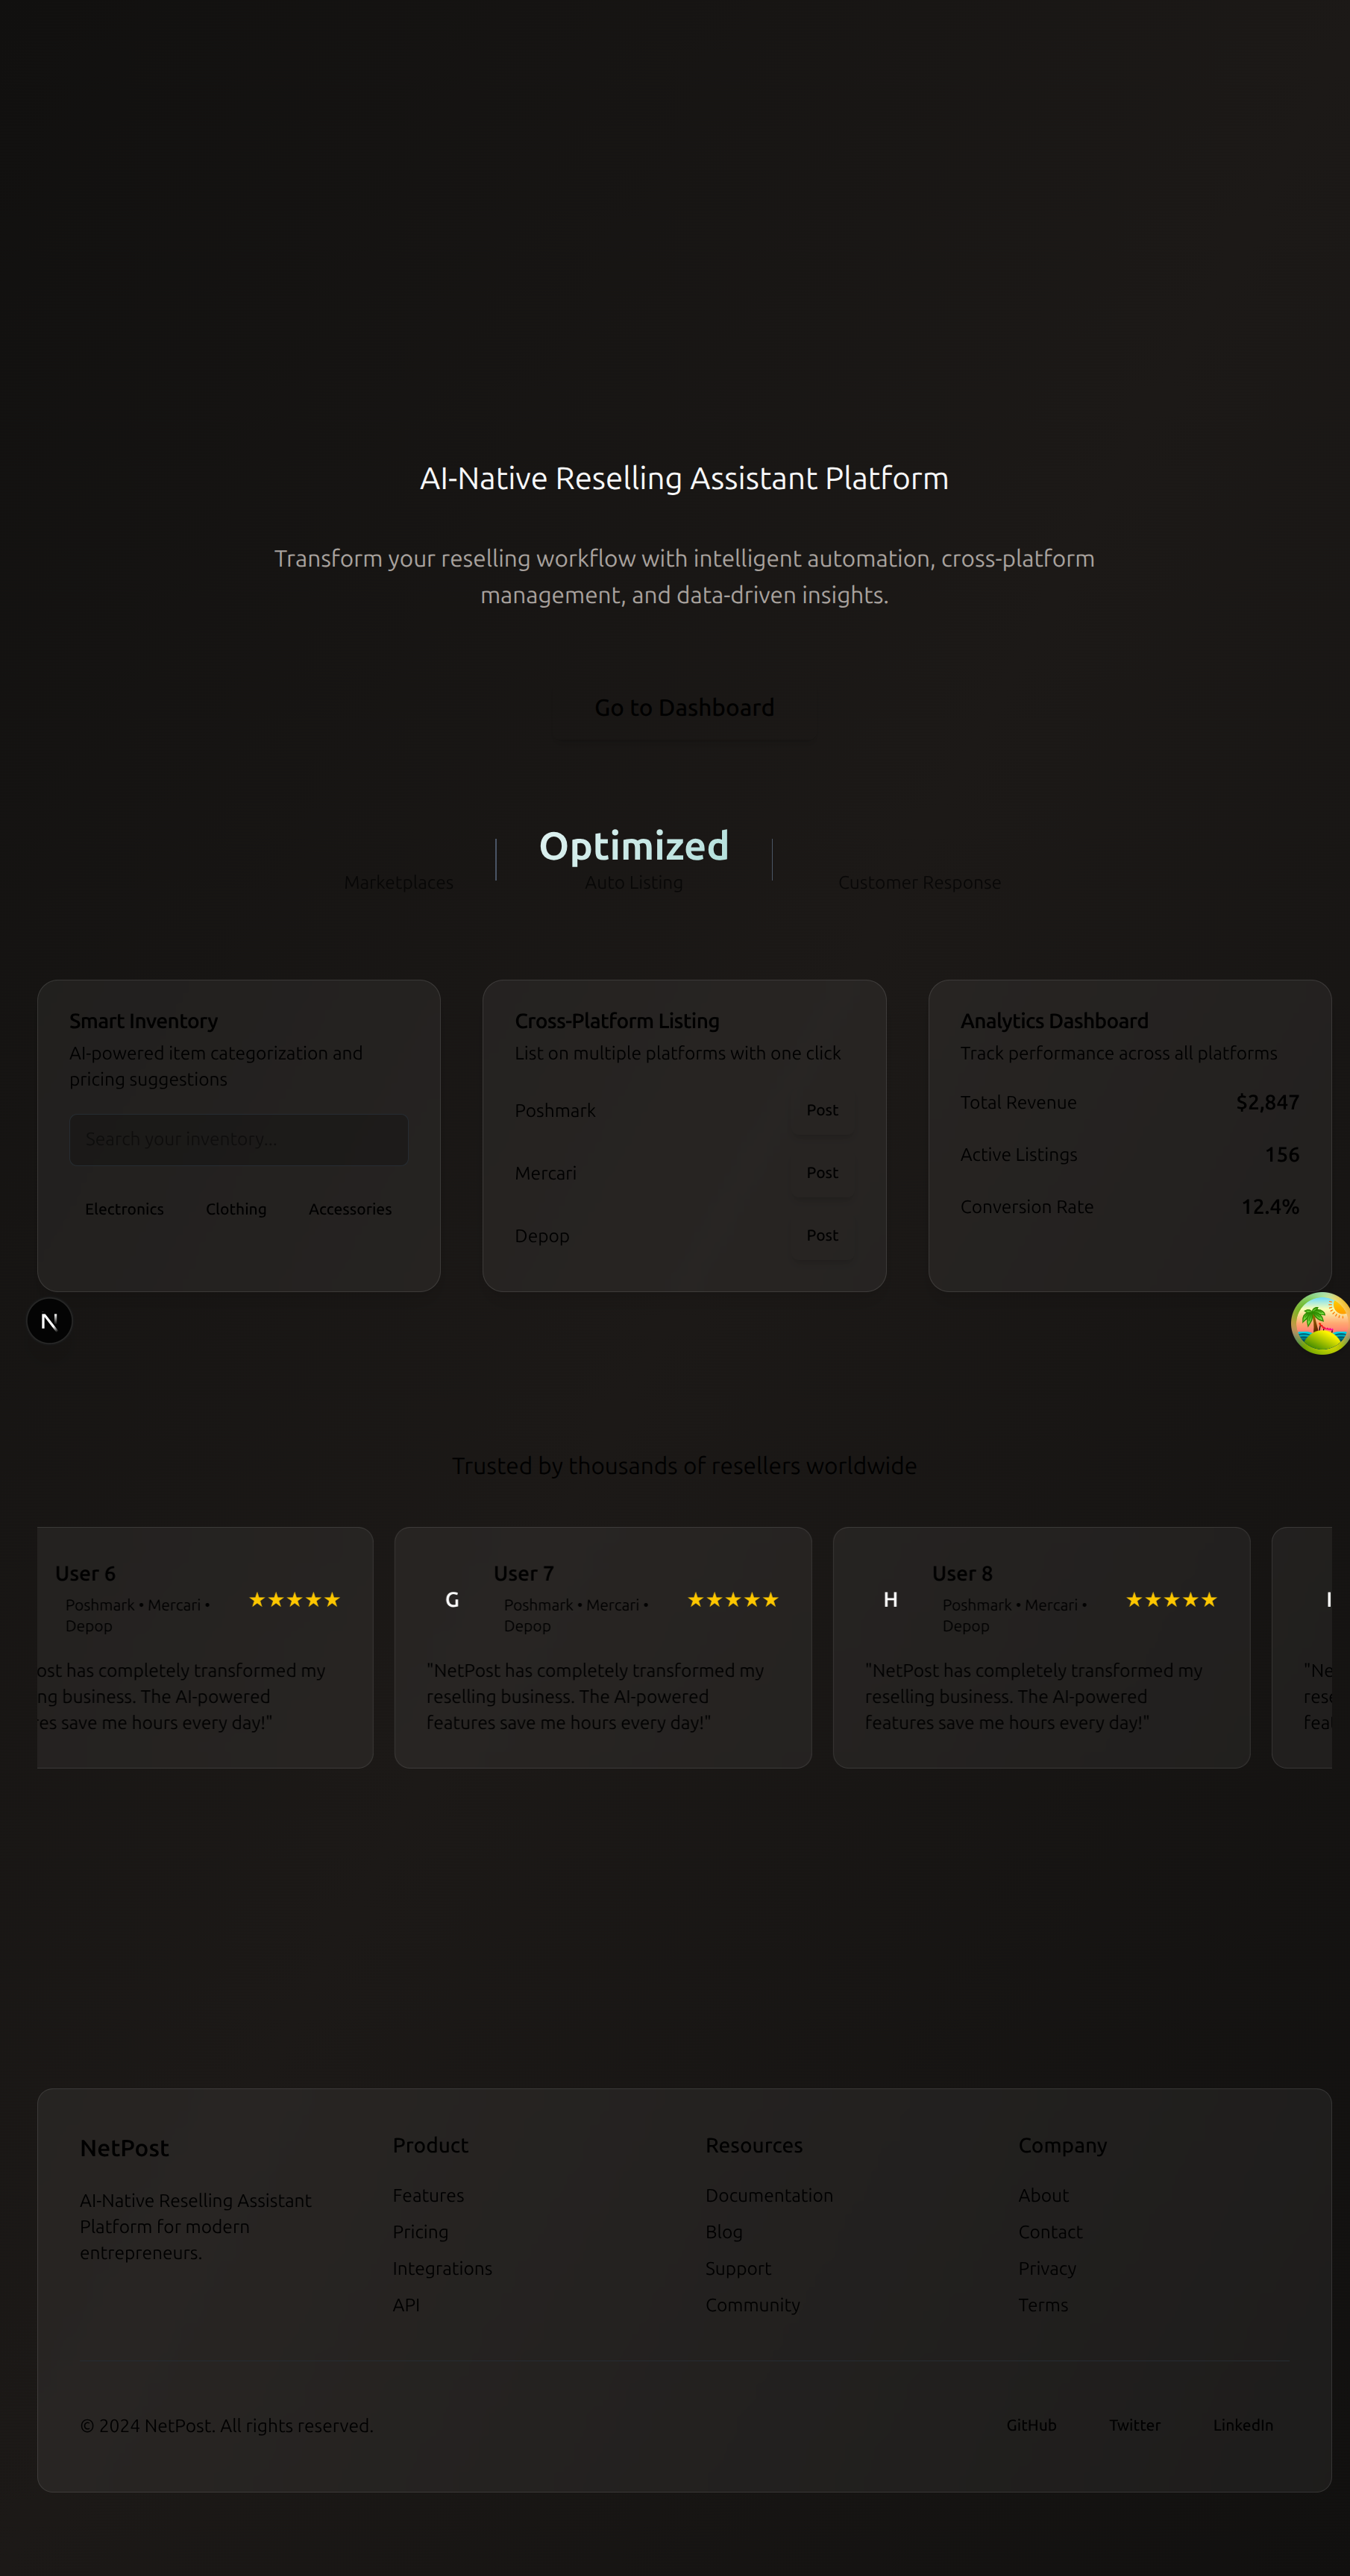 AI-Native Reselling Assistant Platform
Transform your reselling workflow with intelligent automation, cross-platform
management, and data-driven insights.
Go to Dashboard
Optimized
Marketplaces
Auto Listing
Customer Response
Smart Inventory
AI-powered item categorization and
pricing suggestions
Search your inventory...
Electronics
Clothing
Accessories
Cross-Platform Listing
List on multiple platforms with one click
Poshmark
Post
Mercari
Post
Depop
Post
Analytics Dashboard
Track performance across all platforms
Total Revenue
$2,847
Active Listings
156
Conversion Rate
12.4%
N
Trusted by thousands of resellers worldwide
User 6
Poshmark • Mercari •
Depop
★★★★★
ost has completely transformed my
ng business. The AI-powered
es save me hours every day!"
G
User 7
Poshmark • Mercari •
Depop
★★★★★
"NetPost has completely transformed my
reselling business. The AI-powered
features save me hours every day!"
H
User 8
Poshmark • Mercari •
Depop
★★★★★
"NetPost has completely transformed my
reselling business. The AI-powered
features save me hours every day!"
I
"Ne
rese
fea
NetPost
AI-Native Reselling Assistant
Platform for modern
entrepreneurs.
Product
Features
Pricing
Integrations
API
Resources
Documentation
Blog
Support
Community
Company
About
Contact
Privacy
Terms
© 2024 NetPost. All rights reserved.
GitHub
Twitter
LinkedIn